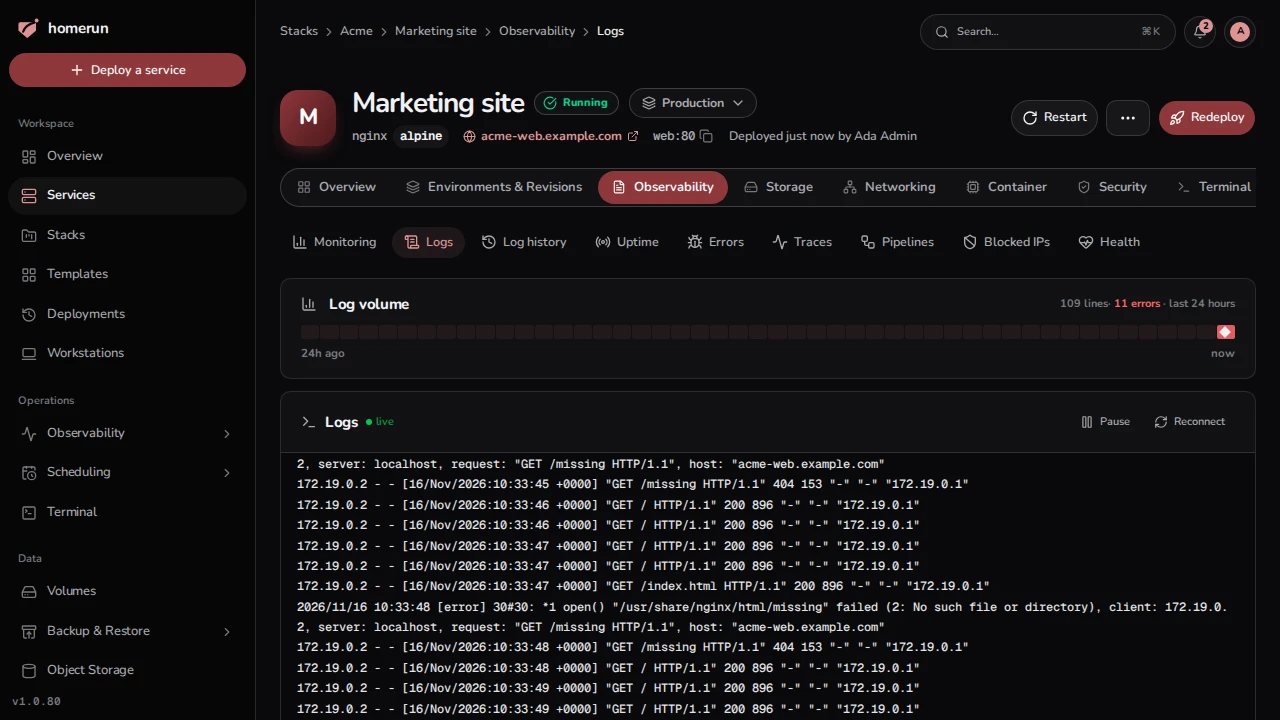 homerun
Deploy a service
Workspace
Overview
Services
Stacks
Templates
Deployments
Workstations
Operations
Observability
Scheduling
Terminal
Data
Volumes
Backup & Restore
Object Storage
v1.0.80
Stacks > Acme > Marketing site > Observability > Logs
Search...
⌘K
2
A
M
Marketing site
Running
Production
nginx alpine acme-web.example.com web:80 Deployed just now by Ada Admin
Restart
Redeploy
Overview
Environments & Revisions
Observability
Storage
Networking
Container
Security
Terminal
Monitoring
Logs
Log history
Uptime
Errors
Traces
Pipelines
Blocked IPs
Health
Log volume
109 lines· 11 errors · last 24 hours
24h ago
now
Logs
live
Pause
Reconnect
2, server: localhost, request: "GET /missing HTTP/1.1", host: "acme-web.example.com"
172.19.0.2 - - [16/Nov/2026:10:33:45 +0000] "GET /missing HTTP/1.1" 404 153 "-" "-" "172.19.0.1"
172.19.0.2 - - [16/Nov/2026:10:33:46 +0000] "GET / HTTP/1.1" 200 896 "-" "-" "172.19.0.1"
172.19.0.2 - - [16/Nov/2026:10:33:46 +0000] "GET / HTTP/1.1" 200 896 "-" "-" "172.19.0.1"
172.19.0.2 - - [16/Nov/2026:10:33:47 +0000] "GET / HTTP/1.1" 200 896 "-" "-" "172.19.0.1"
172.19.0.2 - - [16/Nov/2026:10:33:47 +0000] "GET / HTTP/1.1" 200 896 "-" "-" "172.19.0.1"
172.19.0.2 - - [16/Nov/2026:10:33:47 +0000] "GET /index.html HTTP/1.1" 200 896 "-" "-" "172.19.0.1"
2026/11/16 10:33:48 [error] 30#30: *1 open() "/usr/share/nginx/html/missing" failed (2: No such file or directory), client: 172.19.0.
2, server: localhost, request: "GET /missing HTTP/1.1", host: "acme-web.example.com"
172.19.0.2 - - [16/Nov/2026:10:33:48 +0000] "GET /missing HTTP/1.1" 404 153 "-" "-" "172.19.0.1"
172.19.0.2 - - [16/Nov/2026:10:33:48 +0000] "GET / HTTP/1.1" 200 896 "-" "-" "172.19.0.1"
172.19.0.2 - - [16/Nov/2026:10:33:49 +0000] "GET / HTTP/1.1" 200 896 "-" "-" "172.19.0.1"
172.19.0.2 - - [16/Nov/2026:10:33:49 +0000] "GET / HTTP/1.1" 200 896 "-" "-" "172.19.0.1"